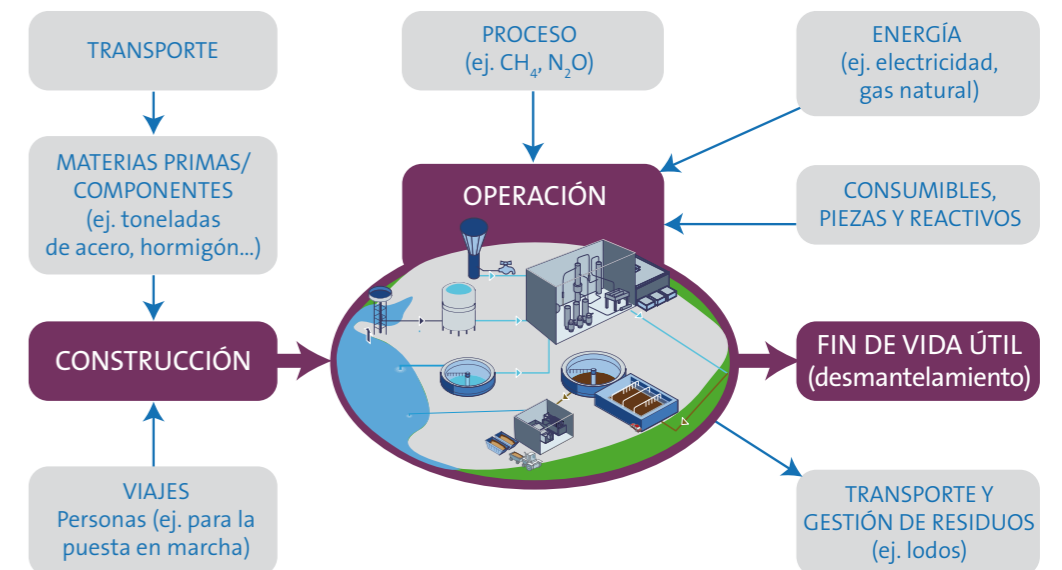 TRANSPORTE
PROCESO
(ej. CH₄, N₂O)
ENERGÍA
(ej. electricidad,
gas natural)
MATERIAS PRIMAS/
COMPONENTES
(ej. toneladas
de acero, hormigón...)
OPERACIÓN
CONSUMIBLES,
PIEZAS Y REACTIVOS
CONSTRUCCIÓN
FIN DE VIDA ÚTIL
(desmantelamiento)
VIAJES
Personas (ej. para la
puesta en marcha)
TRANSPORTE Y
GESTIÓN DE RESIDUOS
(ej. lodos)